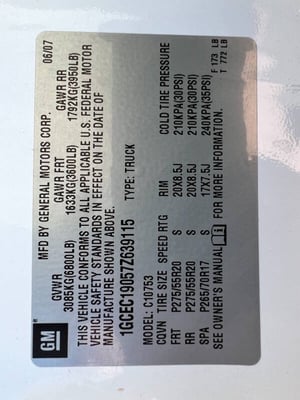 GM
MFD BY GENERAL MOTORS CORP. 06/07
GVWR GAWR FRT GAWR RR
3085KG(6800LB) 1633KG(3600LB) 1792KG(3950LB)
THIS VEHICLE CONFORMS TO ALL APPLICABLE U.S. FEDERAL MOTOR
VEHICLE SAFETY STANDARDS IN EFFECT ON THE DATE OF
MANUFACTURE SHOWN ABOVE.
1GCEC19057Z639115 TYPE: TRUCK
MODEL: C10753
COVN TIRE SIZE SPEED RTG RIM COLD TIRE PRESSURE
FRT P275/55R20 S 20X8.5J 210KPA(30PSI)
RR P275/55R20 S 20X8.5J 210KPA(30PSI)
SPA P265/70R17 S 17X7.5J 240KPA(35PSI)
SEE OWNER'S MANUAL i FOR MORE INFORMATION.
F 173 LB
T 772 LB